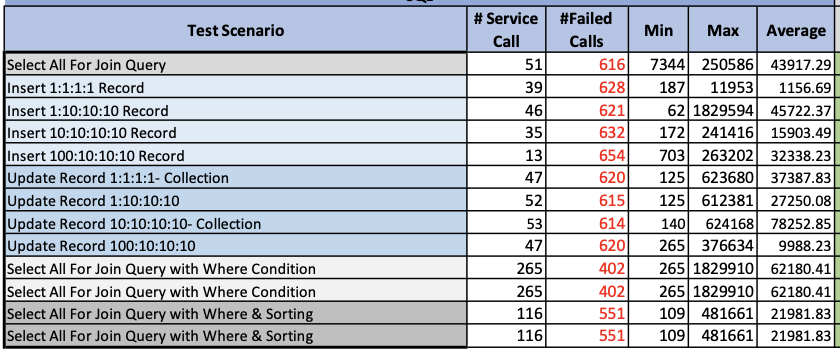 Test Scenario # Service Call #Failed Calls Min Max Average
Select All For Join Query 51 616 7344 250586 43917.29
Insert 1:1:1:1 Record 39 628 187 11953 1156.69
Insert 1:10:10:10 Record 46 621 62 1829594 45722.37
Insert 10:10:10:10 Record 35 632 172 241416 15903.49
Insert 100:10:10:10 Record 13 654 703 263202 32338.23
Update Record 1:1:1:1- Collection 47 620 125 623680 37387.83
Update Record 1:10:10:10 52 615 125 612381 27250.08
Update Record 10:10:10:10- Collection 53 614 140 624168 78252.85
Update Record 100:10:10:10 47 620 265 376634 9988.23
Select All For Join Query with Where Condition 265 402 265 1829910 62180.41
Select All For Join Query with Where Condition 265 402 265 1829910 62180.41
Select All For Join Query with Where & Sorting 116 551 109 481661 21981.83
Select All For Join Query with Where & Sorting 116 551 109 481661 21981.83